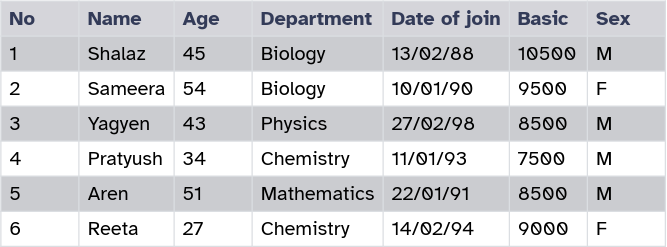 No Name Age Department Date of join Basic Sex
1 Shalaz 45 Biology 13/02/88 10500 M
2 Sameera 54 Biology 10/01/90 9500 F
3 Yagyen 43 Physics 27/02/98 8500 M
4 Pratyush 34 Chemistry 11/01/93 7500 M
5 Aren 51 Mathematics 22/01/91 8500 M
6 Reeta 27 Chemistry 14/02/94 9000 F